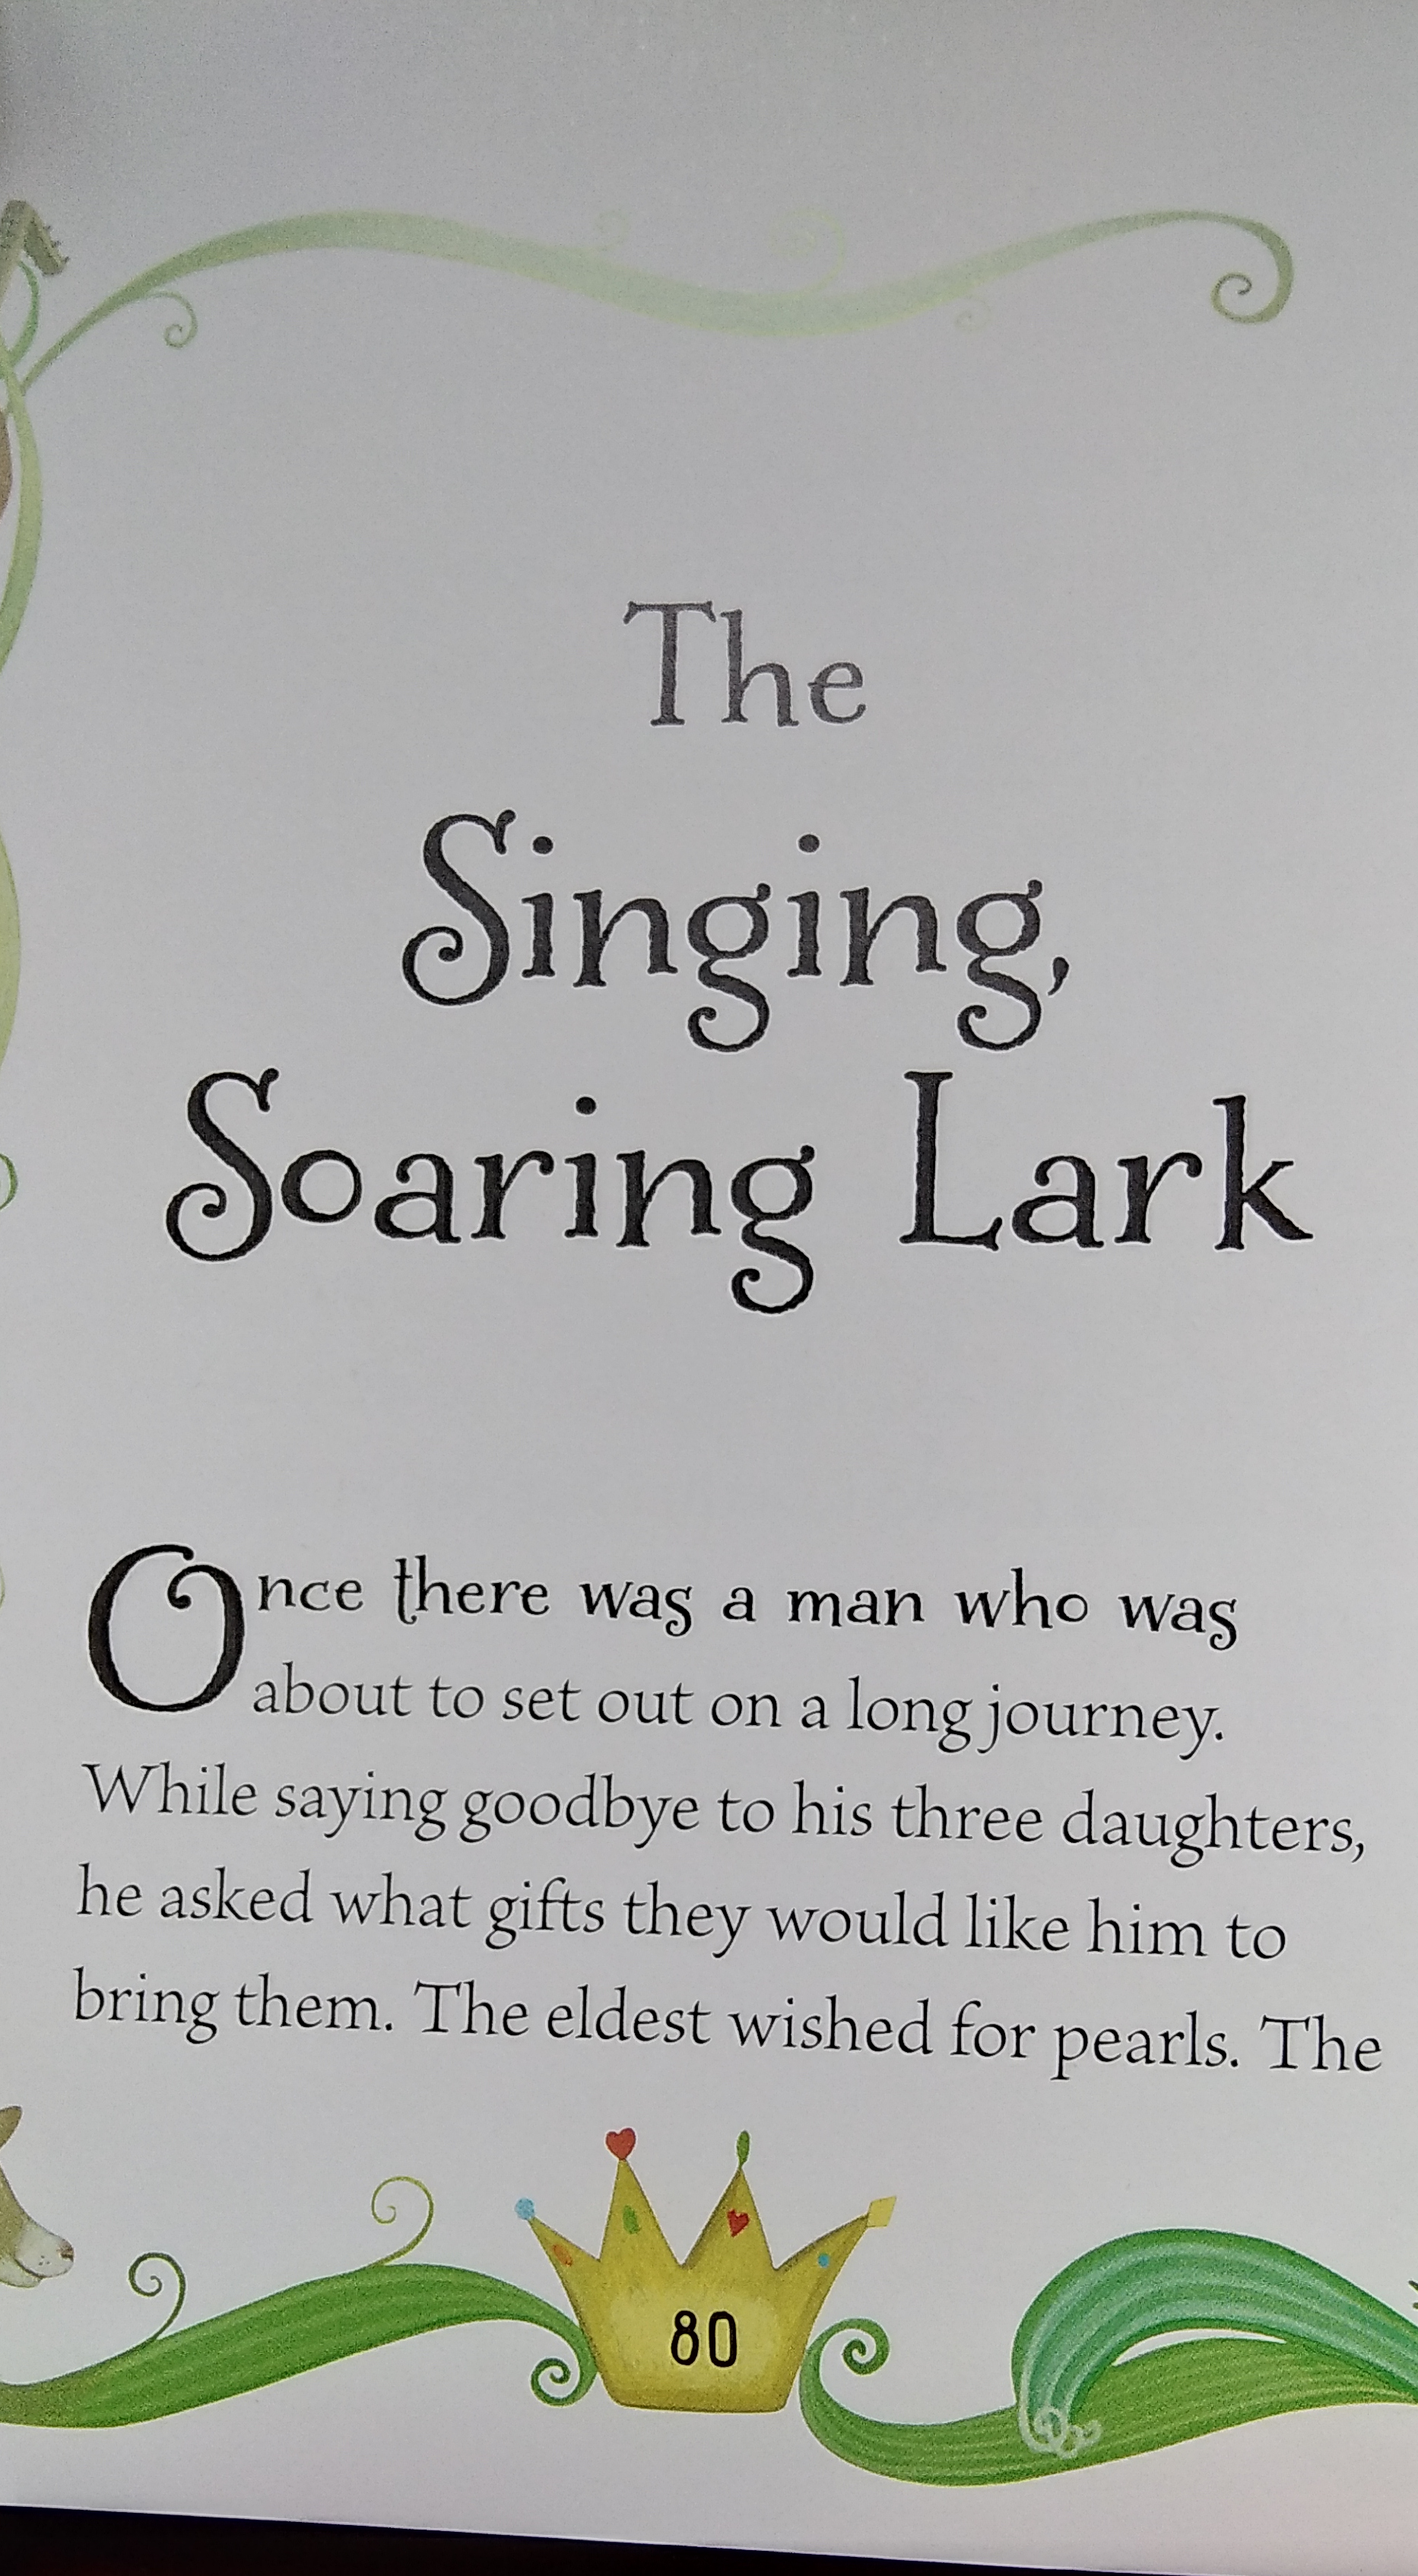 The
Singing,
Soaring Lark
Once there was a man who was
about to set out on a long journey.
While saying goodbye to his three daughters,
he asked what gifts they would like him to
bring them. The eldest wished for pearls. The
80